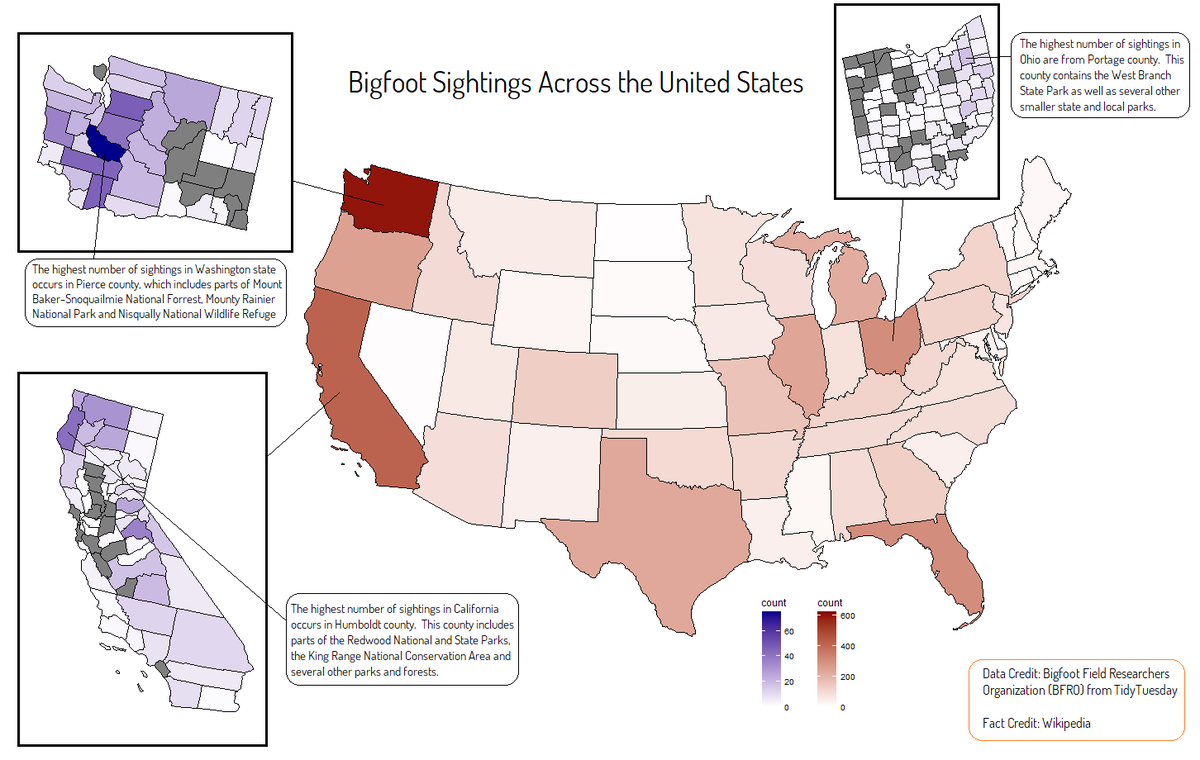 Bigfoot Sightings Across the United States
The highest number of sightings in
Ohio are from Portage county.  This
county contains the West Branch
State Park as well as several other
smaller state and local parks.
The highest number of sightings in Washington state
occurs in Pierce county, which includes parts of Mount
Baker-Snoquailmie National Forrest, Mounty Rainier
National Park and Nisqually National Wildlife Refuge
The highest number of sightings in California
occurs in Humboldt county.  This county includes
parts of the Redwood National and State Parks,
the King Range National Conservation Area and
several other parks and forests.
count
60
40
20
0
count
600
400
200
0
Data Credit: Bigfoot Field Researchers
Organization (BFRO) from TidyTuesday
Fact Credit: Wikipedia